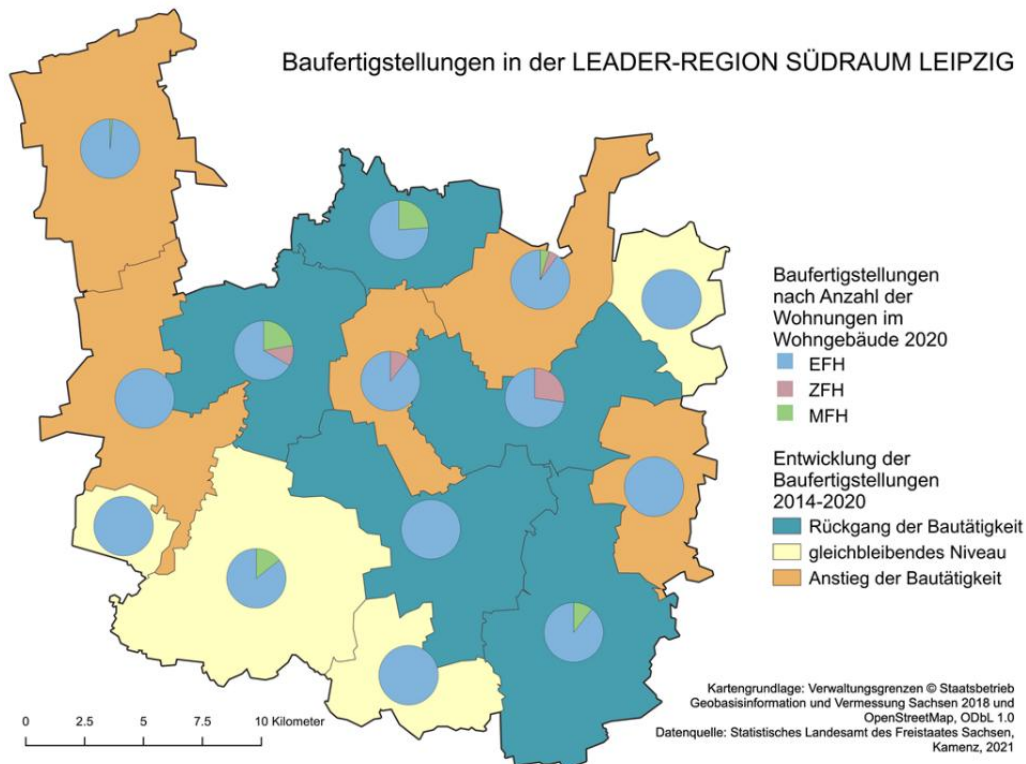 Baufertigstellungen in der LEADER-REGION SÜDRAUM LEIPZIG
Baufertigstellungen
nach Anzahl der
Wohnungen im
Wohngebäude 2020
EFH
ZFH
MFH
Entwicklung der
Baufertigstellungen
2014-2020
Rückgang der Bautätigkeit
gleichbleibendes Niveau
Anstieg der Bautätigkeit
Kartengrundlage: Verwaltungsgrenzen © Staatsbetrieb
Geobasisinformation und Vermessung Sachsen 2018 und
OpenStreetMap, ODbL 1.0
Datenquelle: Statistisches Landesamt des Freistaates Sachsen,
Kamenz, 2021
0 2.5 5 7.5 10 Kilometer